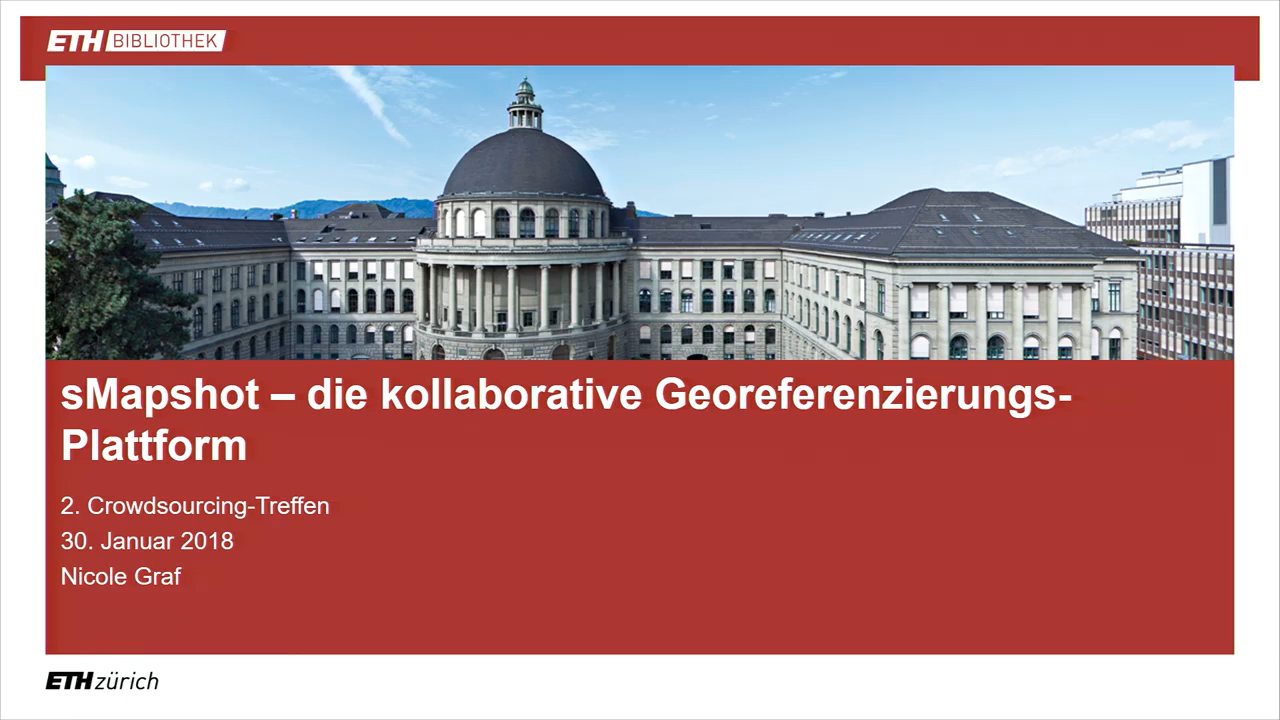 ETH BIBLIOTHEK
sMapshot – die kollaborative Georeferenzierungs-
Plattform
2. Crowdsourcing-Treffen
30. Januar 2018
Nicole Graf
ETH zürich